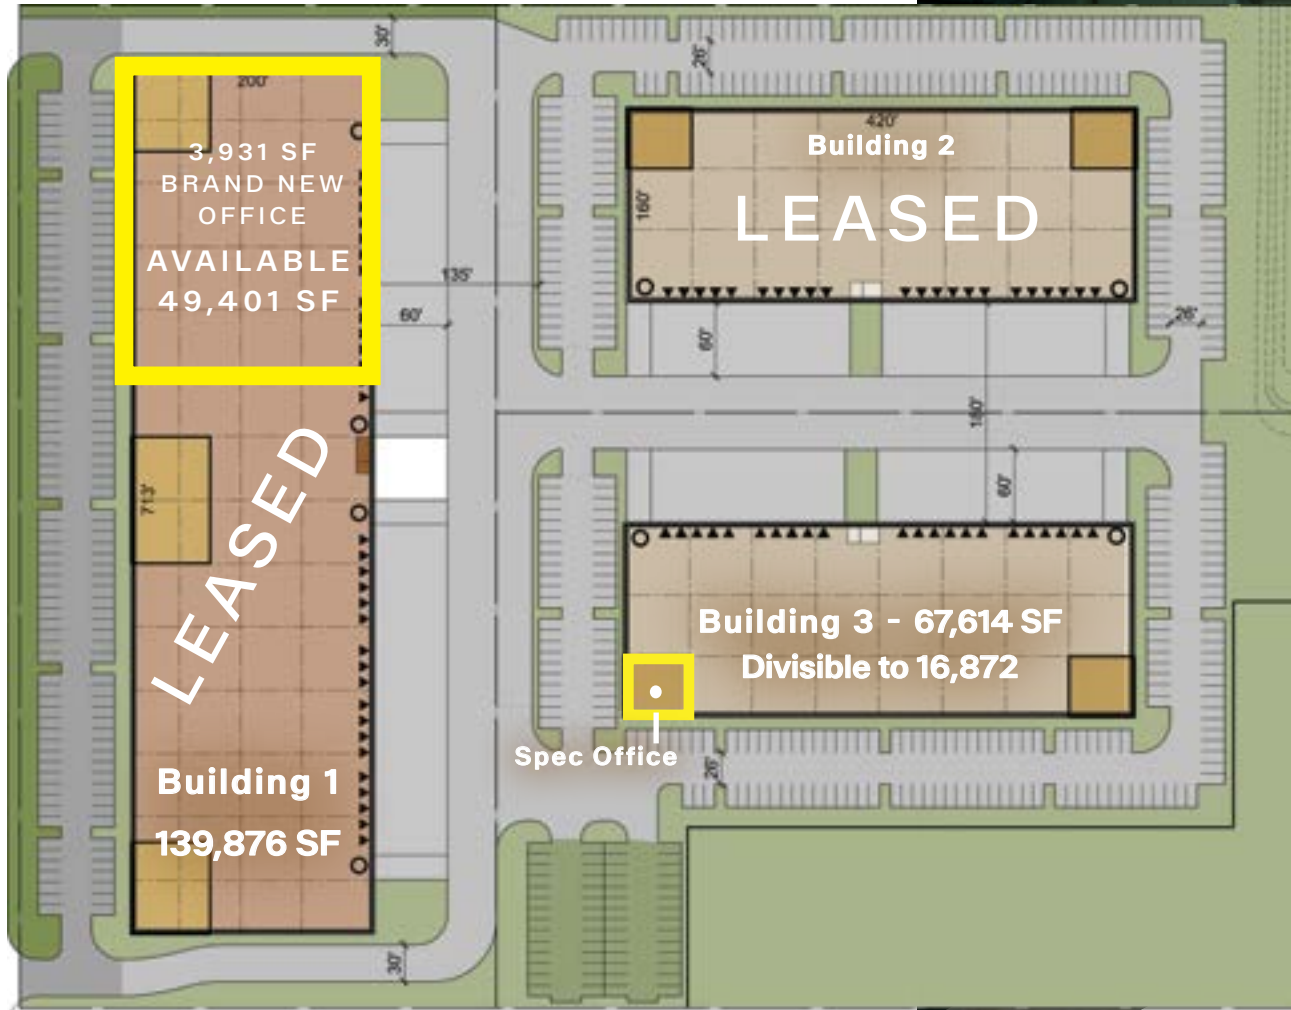 30'
26'
200'
3,931 SF
BRAND NEW
OFFICE
AVAILABLE
49,401 SF
420'
Building 2
160'
LEASED
135'
60'
60'
26'
180'
LEASED
713'
60'
Building 3 - 67,614 SF
Divisible to 16,872
Spec Office
26'
Building 1
139,876 SF
30'